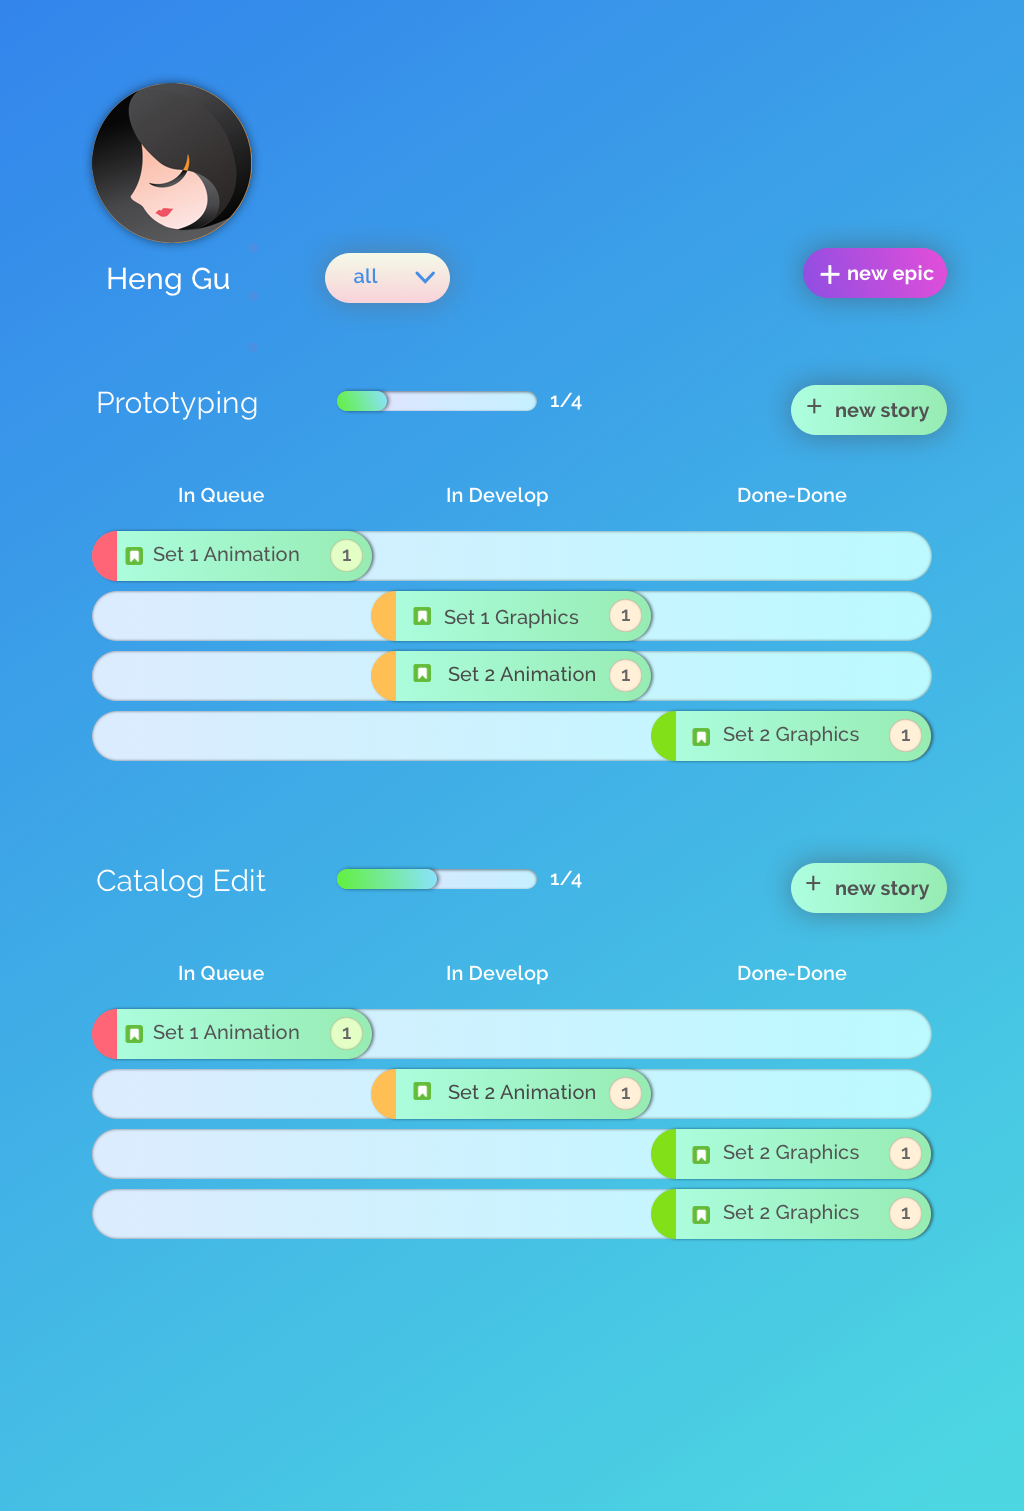 Heng Gu
all
+ new epic
Prototyping
1/4
+ new story
In Queue
In Develop
Done-Done
Set 1 Animation 1
Set 1 Graphics 1
Set 2 Animation 1
Set 2 Graphics 1
Catalog Edit
1/4
+ new story
In Queue
In Develop
Done-Done
Set 1 Animation 1
Set 2 Animation 1
Set 2 Graphics 1
Set 2 Graphics 1